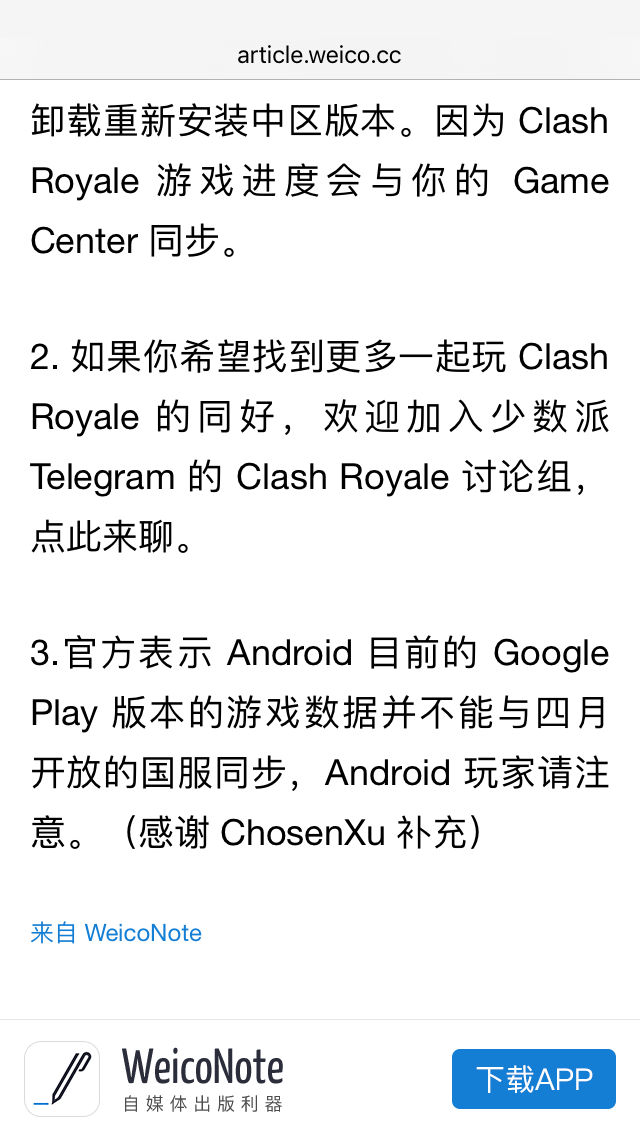 article.weico.cc
卸载重新安装中区版本。因为 Clash
Royale 游戏进度会与你的 Game
Center 同步。
2. 如果你希望找到更多一起玩 Clash
Royale 的同好，欢迎加入少数派
Telegram 的 Clash Royale 讨论组，
点此来聊。
3.官方表示 Android 目前的 Google
Play 版本的游戏数据并不能与四月
开放的国服同步，Android 玩家请注
意。（感谢 ChosenXu 补充）
来自 WeicoNote
WeicoNote
自媒体出版利器
下载APP